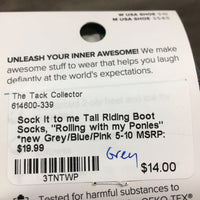 W USA SHOE
M USA SHOE
UNLEASH YOUR INNER AWESOME! We make
awesome stuff to wear that helps you laugh
defiantly at the world's expectations.
The Tack Collector
614600-339
Sock It to me Tall Riding Boot
Socks, "Rolling with my Ponies"
*new Grey/Blue/Pink 5-10 MSRP:
$19.99
Grey
$14.00
3TNTWP
Tested for harmful substances